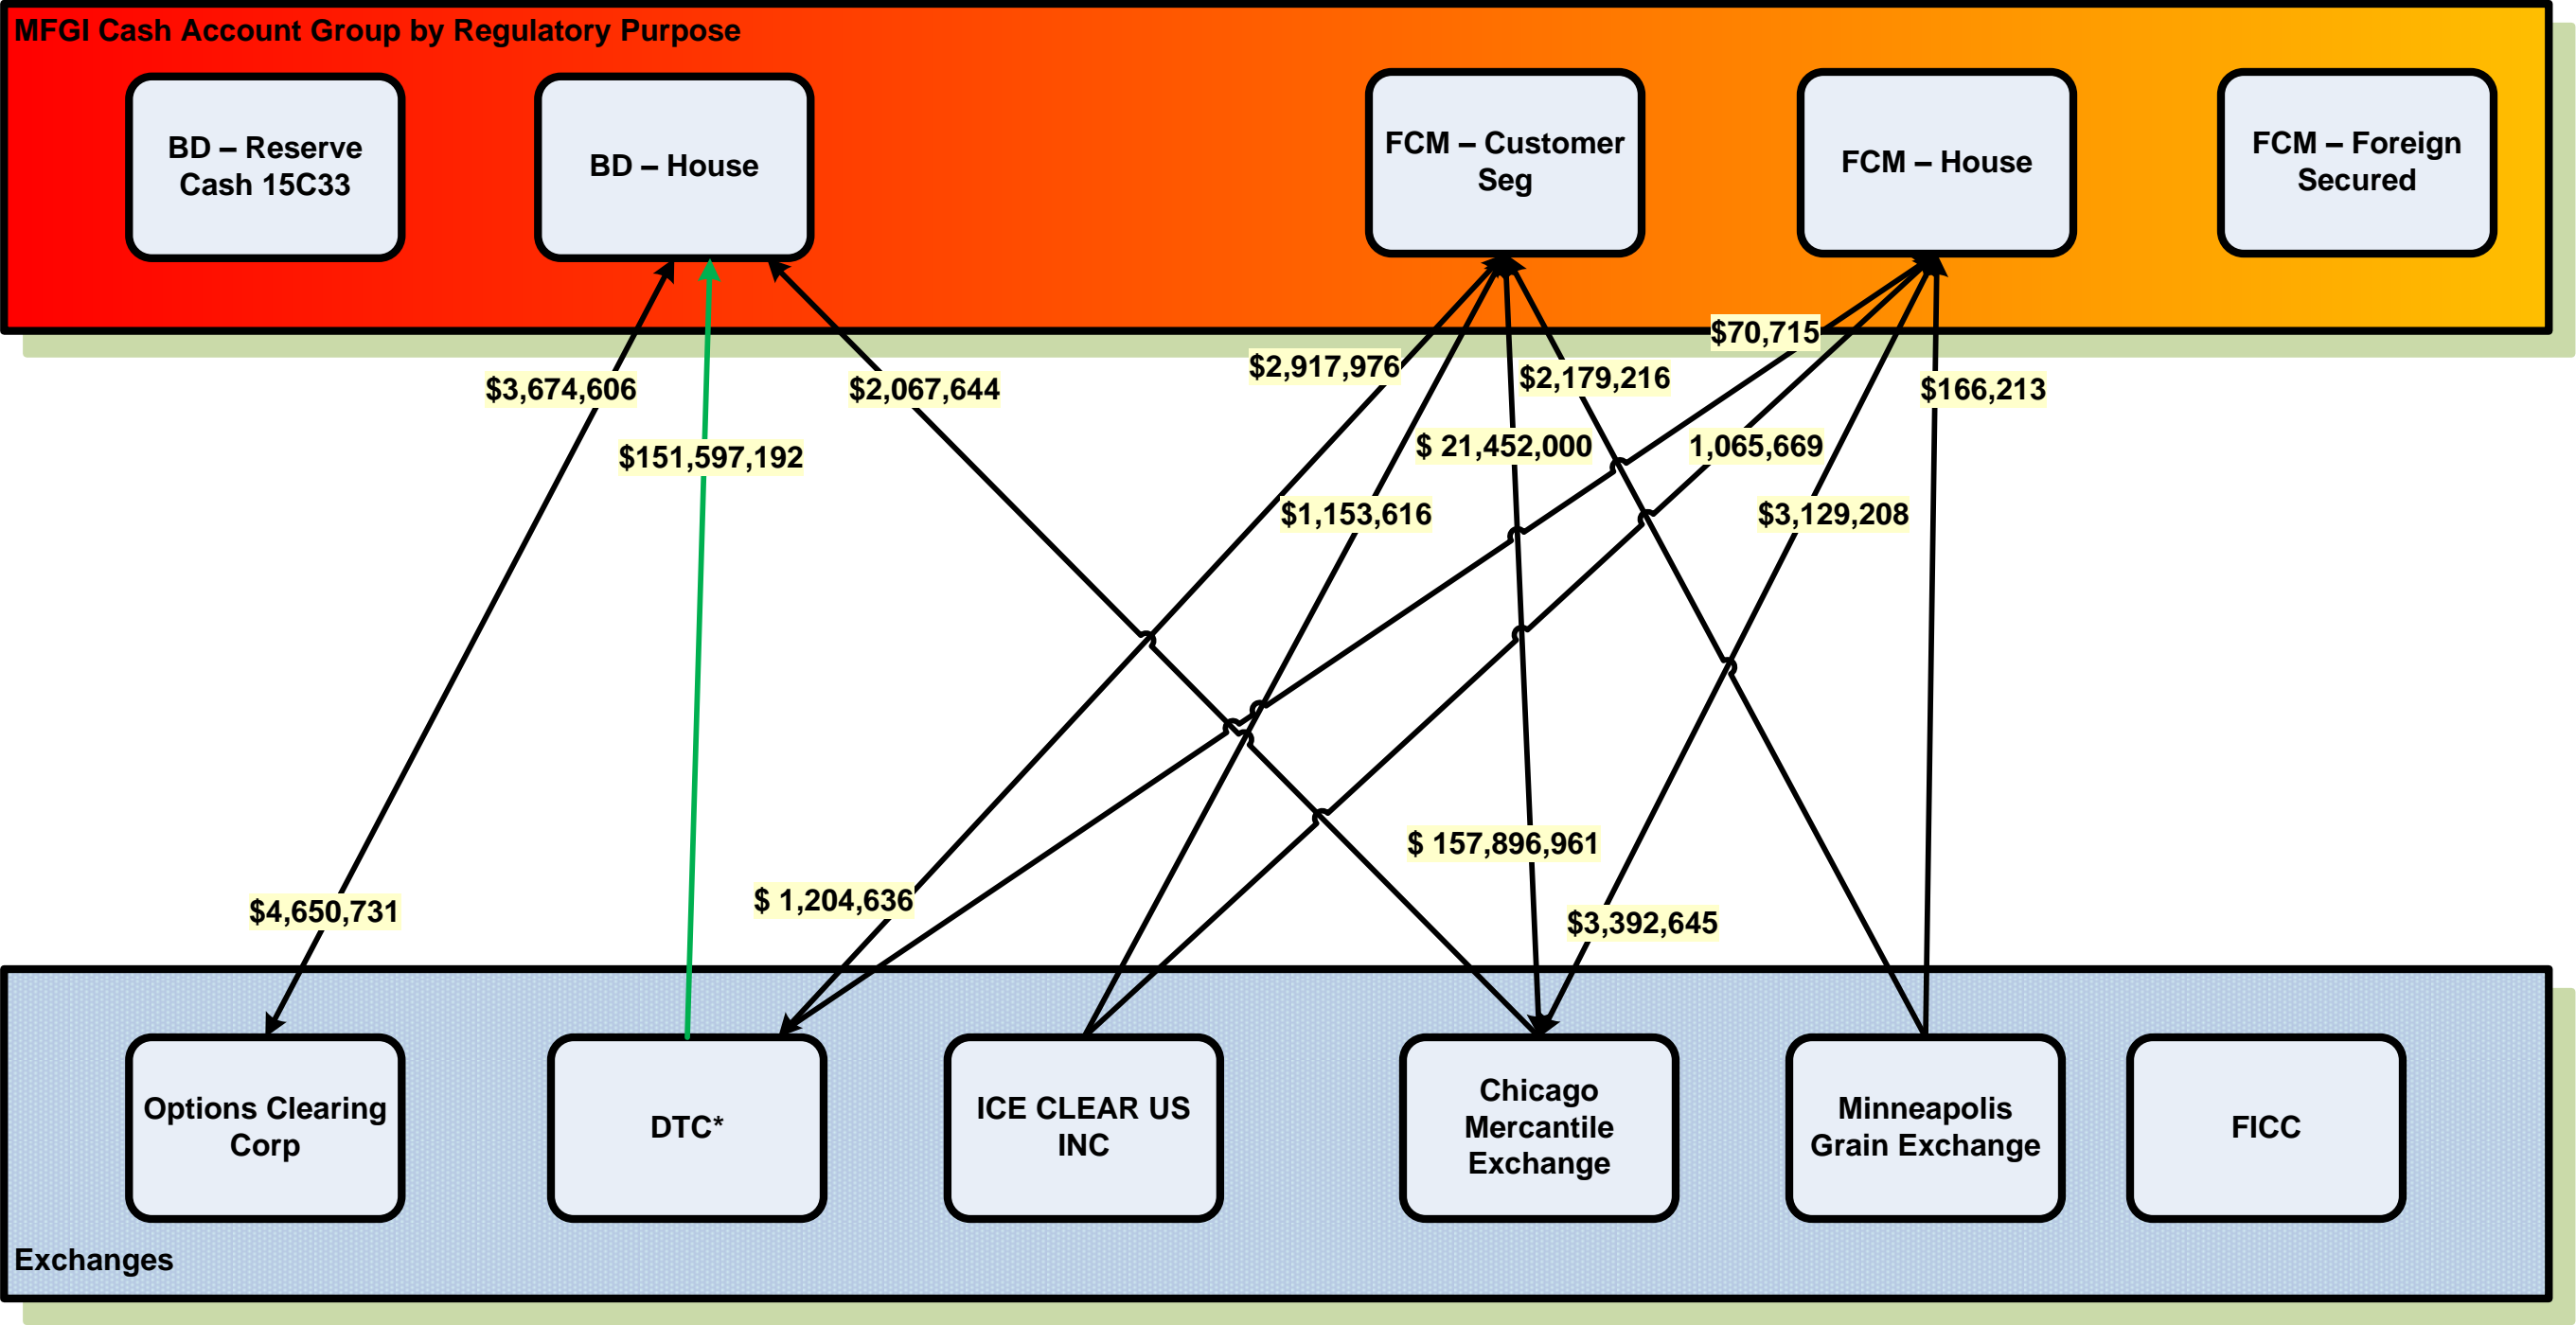 MFGI Cash Account Group by Regulatory Purpose
BD – Reserve
Cash 15C33
BD – House
FCM – Customer
Seg
FCM – House
FCM – Foreign
Secured
$70,715
$2,917,976
$2,179,216
$3,674,606
$2,067,644
$166,213
$151,597,192
$ 21,452,000
1,065,669
$1,153,616
$3,129,208
$ 157,896,961
$ 1,204,636
$4,650,731
$3,392,645
Options Clearing
Corp
DTC*
ICE CLEAR US
INC
Chicago
Mercantile
Exchange
Minneapolis
Grain Exchange
FICC
Exchanges